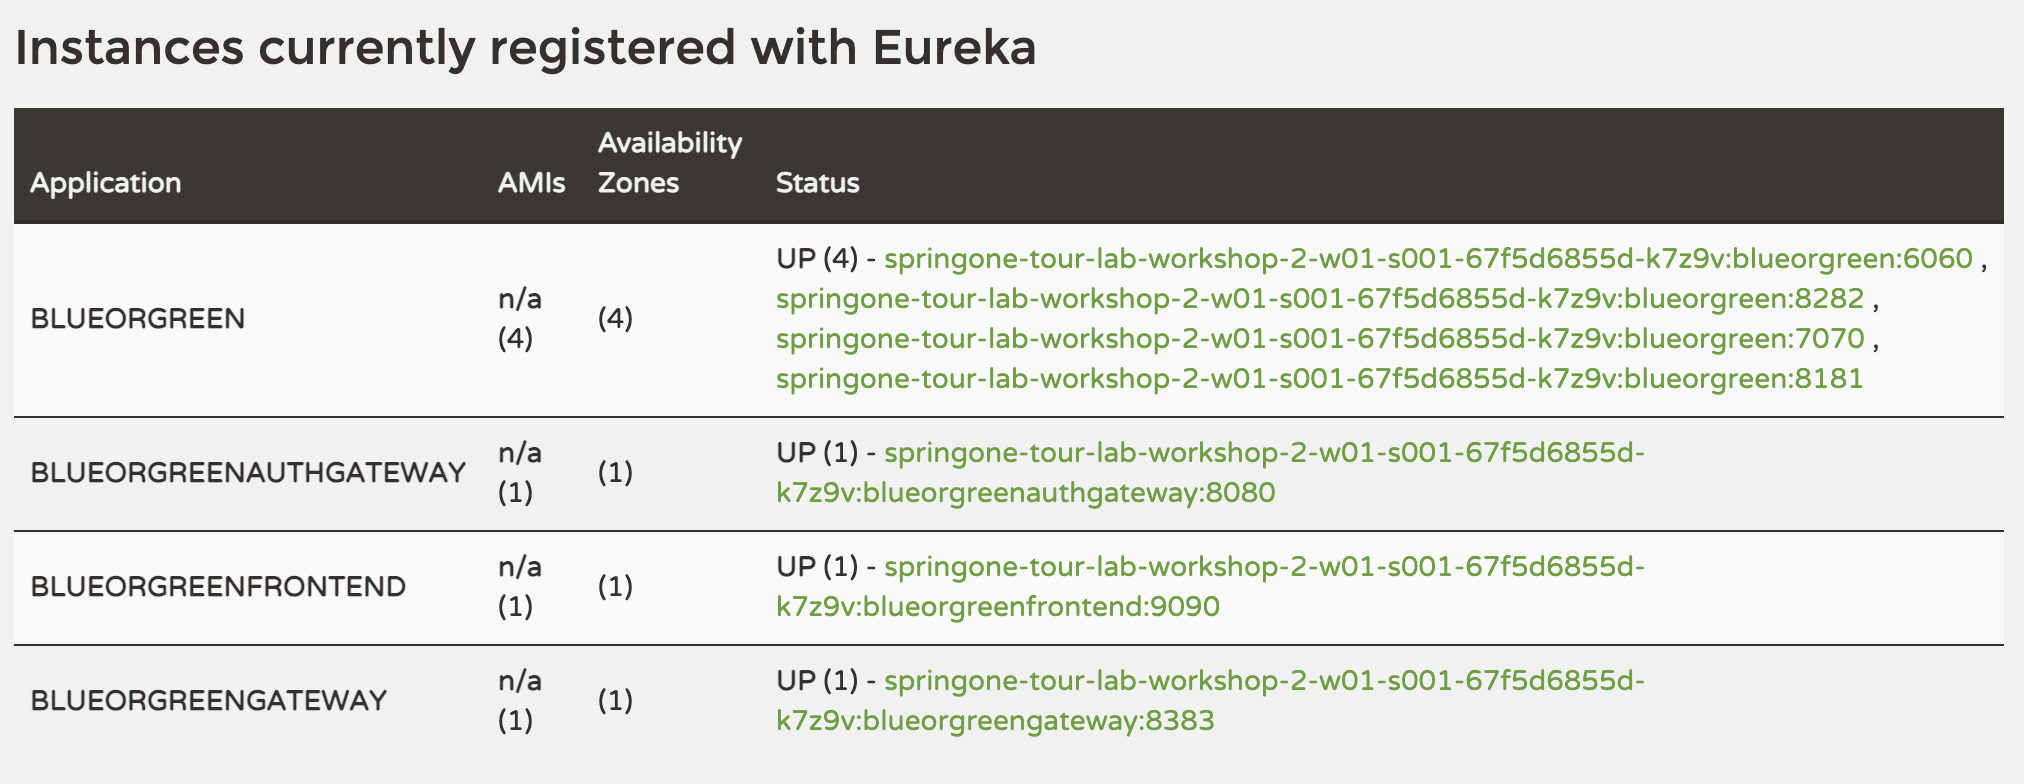 Instances currently registered with Eureka
Application AMIs Availability Zones Status
BLUEORGREEN n/a (4) (4) UP (4) - springone-tour-lab-workshop-2-w01-s001-67f5d6855d-k7z9v:blueorgreen:6060 ,
springone-tour-lab-workshop-2-w01-s001-67f5d6855d-k7z9v:blueorgreen:8282 ,
springone-tour-lab-workshop-2-w01-s001-67f5d6855d-k7z9v:blueorgreen:7070 ,
springone-tour-lab-workshop-2-w01-s001-67f5d6855d-k7z9v:blueorgreen:8181
BLUEORGREENAUTHGATEWAY n/a (1) (1) UP (1) - springone-tour-lab-workshop-2-w01-s001-67f5d6855d-
k7z9v:blueorgreenauthgateway:8080
BLUEORGREENFRONTEND n/a (1) (1) UP (1) - springone-tour-lab-workshop-2-w01-s001-67f5d6855d-
k7z9v:blueorgreenfrontend:9090
BLUEORGREENGATEWAY n/a (1) (1) UP (1) - springone-tour-lab-workshop-2-w01-s001-67f5d6855d-
k7z9v:blueorgreengateway:8383